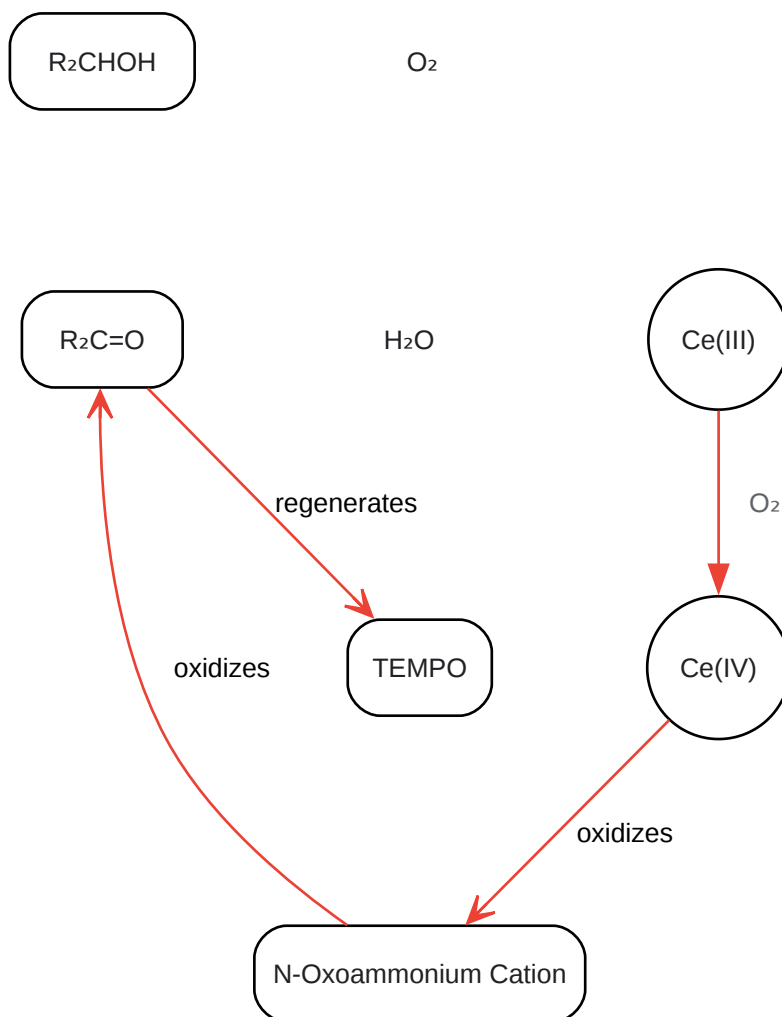 R₂CHOH
O₂
R₂C=O
H₂O
Ce(III)
regenerates
O₂
oxidizes
TEMPO
Ce(IV)
oxidizes
N-Oxoammonium Cation